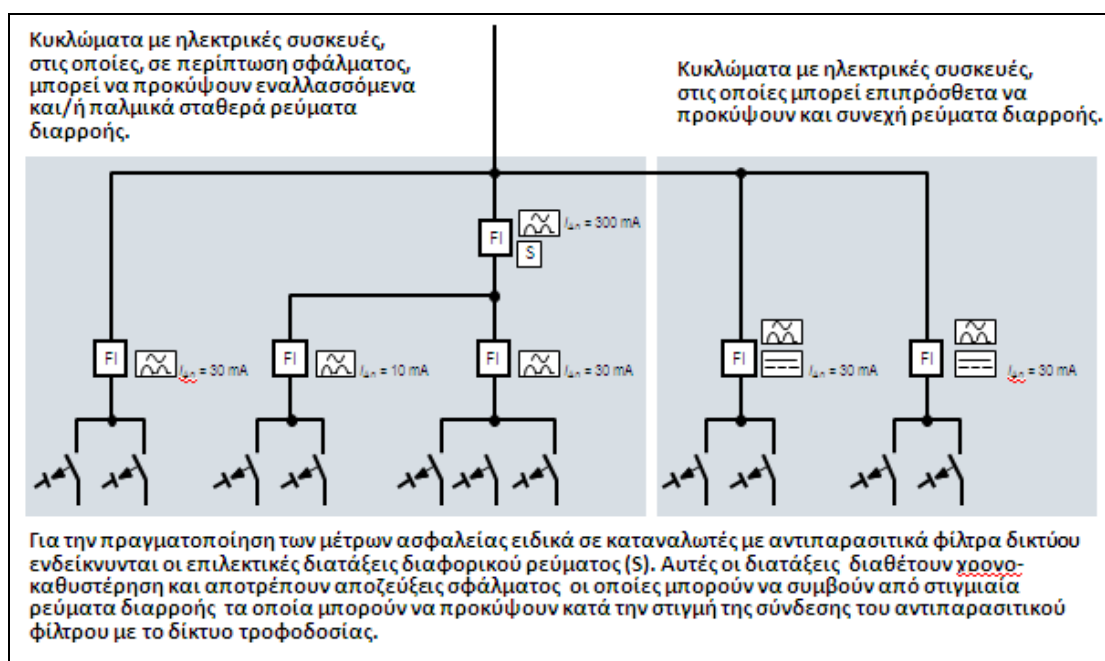 Κυκλώματα με ηλεκτρικές συσκευές,
στις οποίες, σε περίπτωση σφάλματος,
μπορεί να προκύψουν εναλλασσόμενα
και/ή παλμικά σταθερά ρεύματα
διαρροής.
Κυκλώματα με ηλεκτρικές συσκευές,
στις οποίες μπορεί επιπρόσθετα να
προκύψουν και συνεχή ρεύματα διαρροής.
FI IΔn = 300 mA
S
FI IΔn = 30 mA
FI IΔn = 10 mA
FI IΔn = 30 mA
FI IΔn = 30 mA
FI IΔn = 30 mA
Για την πραγματοποίηση των μέτρων ασφαλείας ειδικά σε καταναλωτές με αντιπαρασιτικά φίλτρα δικτύου
ενδείκνυνται οι επιλεκτικές διατάξεις διαφορικού ρεύματος (S). Αυτές οι διατάξεις διαθέτουν χρονο-
καθυστέρηση και αποτρέπουν αποζεύξεις σφάλματος οι οποίες μπορούν να συμβούν από στιγμιαία
ρεύματα διαρροής τα οποία μπορούν να προκύψουν κατά την στιγμή της σύνδεσης του αντιπαρασιτικού
φίλτρου με το δίκτυο τροφοδοσίας.